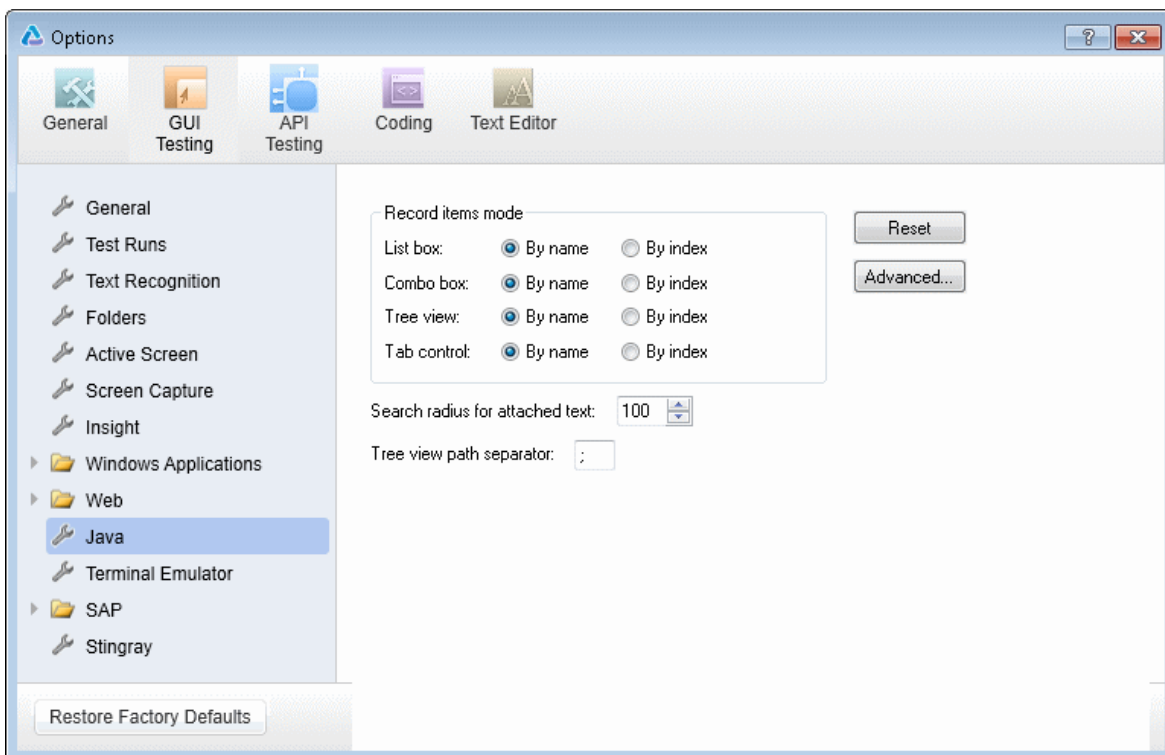 Options
?
General
GUI
Testing
API
Testing
Coding
Text Editor
General
Test Runs
Text Recognition
Folders
Active Screen
Screen Capture
Insight
Windows Applications
Web
Java
Terminal Emulator
SAP
Stingray
Record items mode
List box: By name By index
Combo box: By name By index
Tree view: By name By index
Tab control: By name By index
Search radius for attached text: 100
Tree view path separator: ;
Reset
Advanced...
Restore Factory Defaults